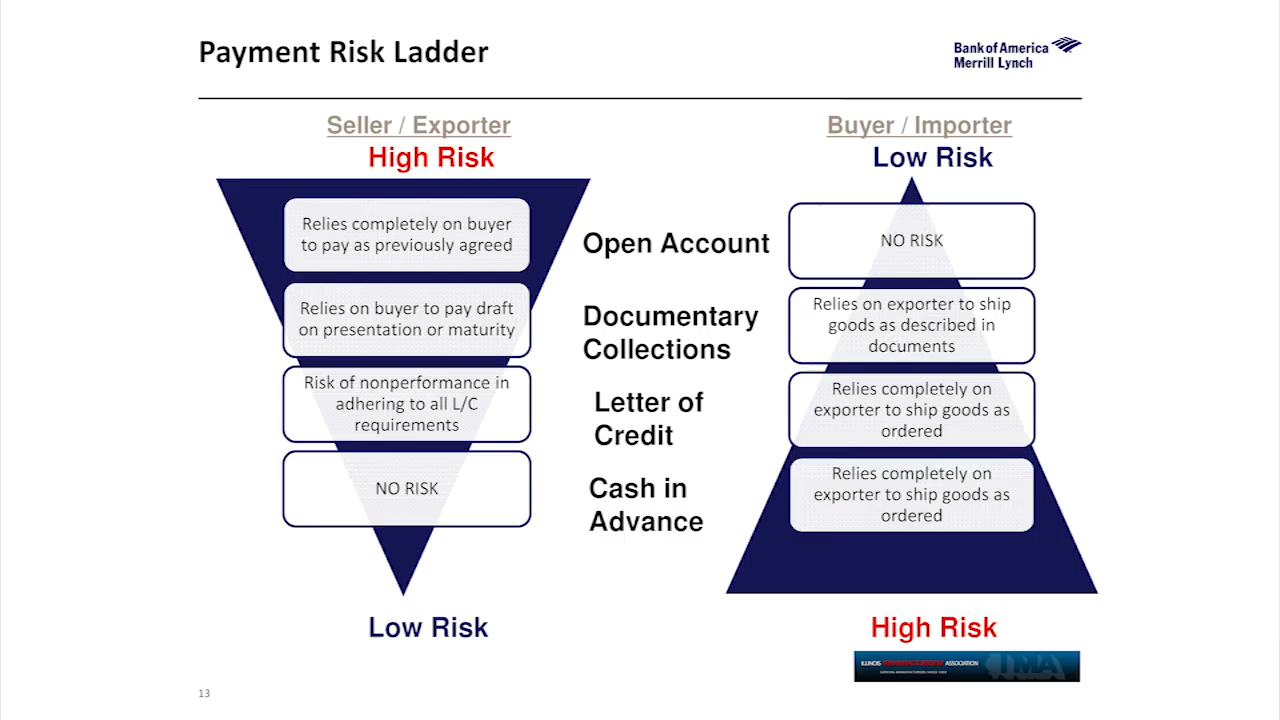 Payment Risk Ladder
Bank of America
Merrill Lynch
Seller / Exporter
High Risk
Buyer / Importer
Low Risk
Relies completely on buyer
to pay as previously agreed
Open Account
NO RISK
Relies on buyer to pay draft
on presentation or maturity
Documentary
Collections
Relies on exporter to ship
goods as described in
documents
Risk of nonperformance in
adhering to all L/C
requirements
Letter of
Credit
Relies completely on
exporter to ship goods as
ordered
NO RISK
Cash in
Advance
Relies completely on
exporter to ship goods as
ordered
Low Risk
High Risk
ILLINOIS MANUFACTURERS' ASSOCIATION
IMA
13